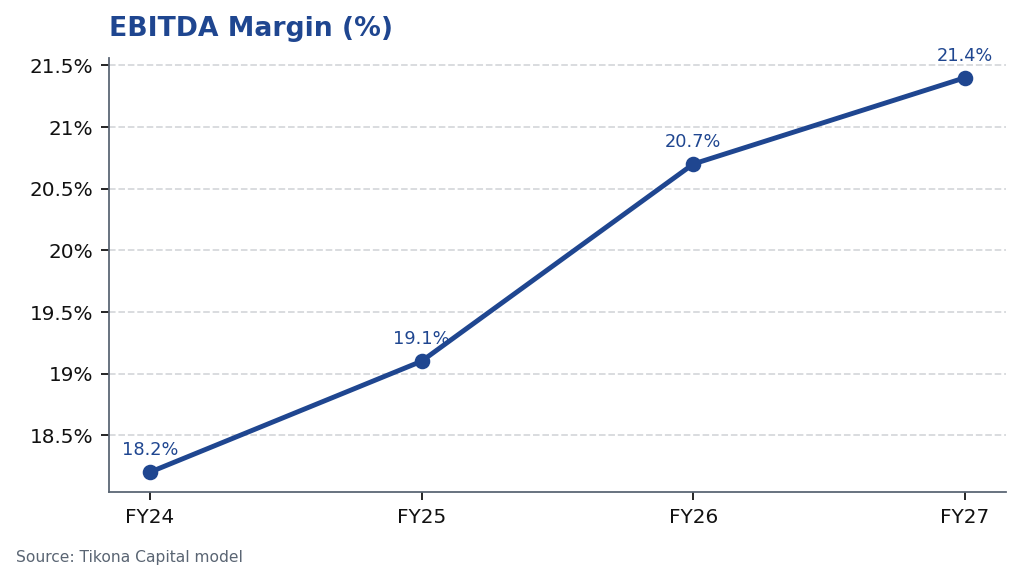 EBITDA Margin (%)
21.5%
21%
20.5%
20%
19.5%
19%
18.5%
18.2%
19.1%
20.7%
21.4%
FY24
FY25
FY26
FY27
Source: Tikona Capital model